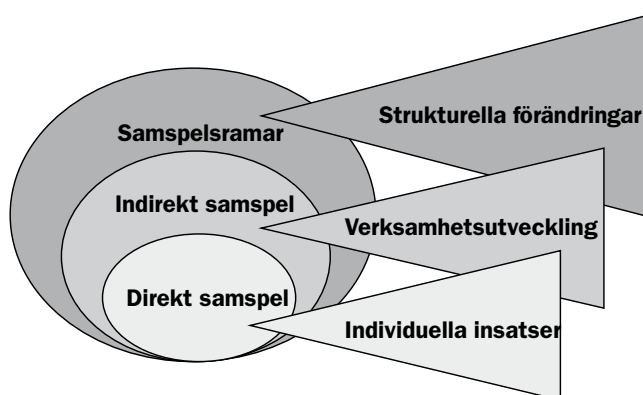 Strukturella förändringar
Samspelsramar
Indirekt samspel
Verksamhetsutveckling
Direkt samspel
Individuella insatser